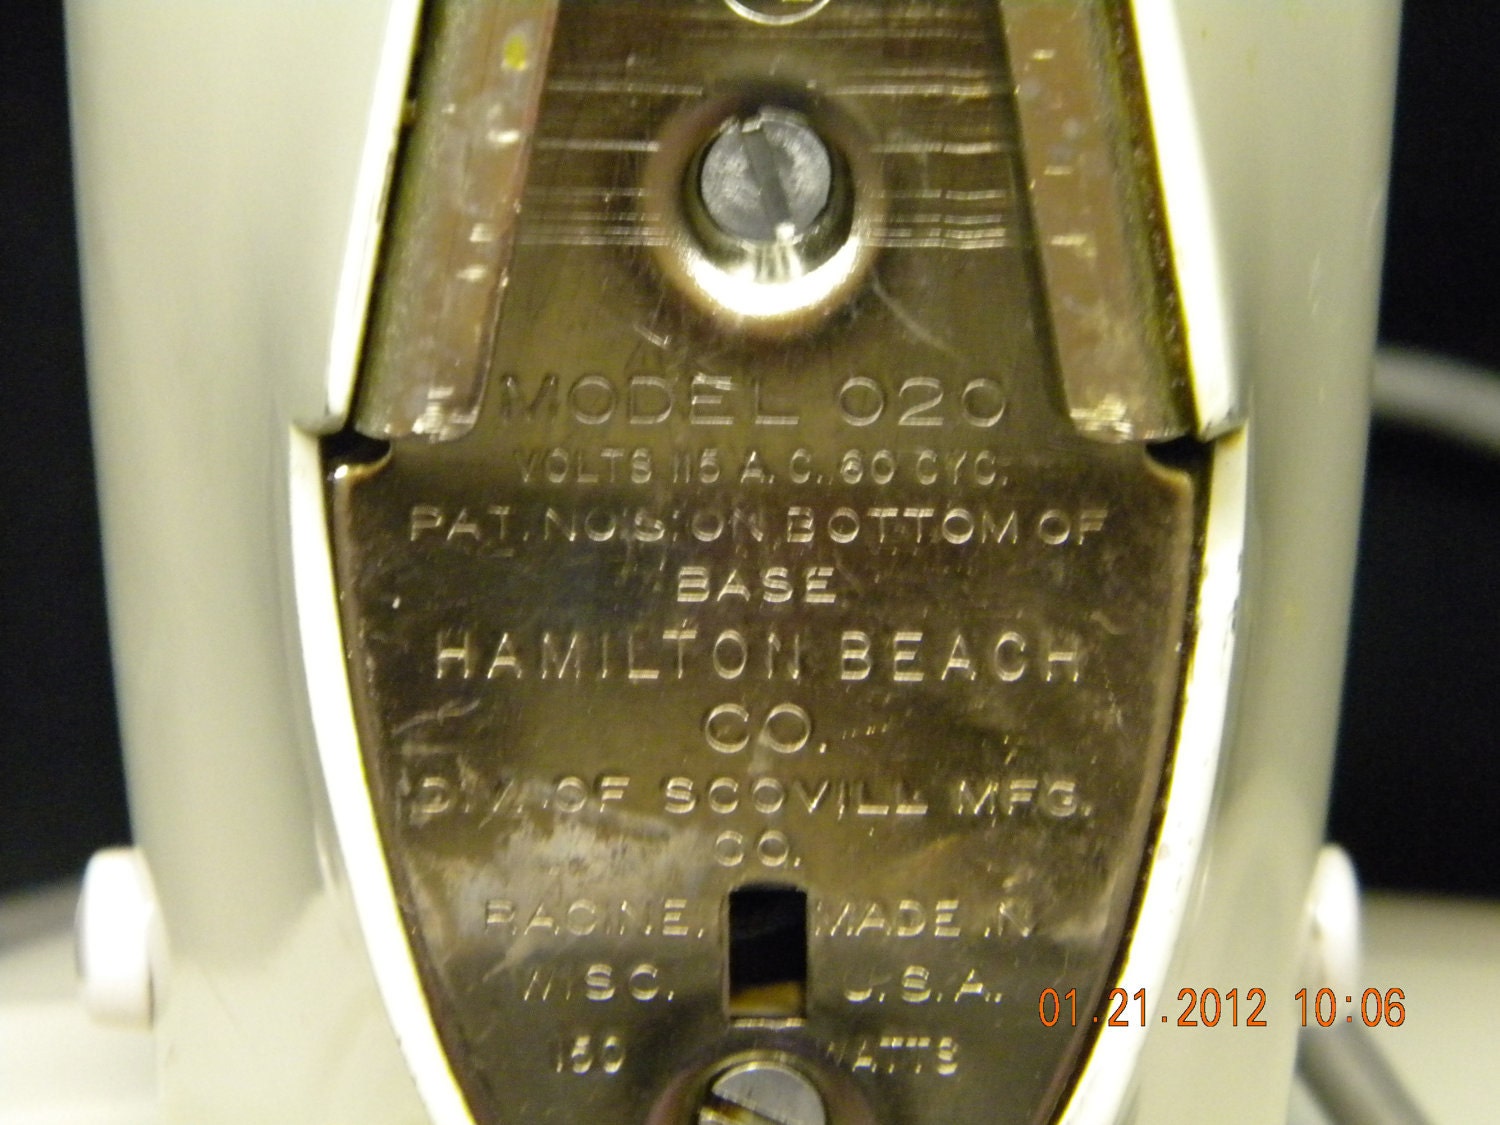 MODEL 020
VOLTS 115 A.C. 60 CYC.
PAT. NO'S. ON BOTTOM OF
BASE
HAMILTON BEACH
CO.
DIV. OF SCOVILL MFG.
CO.
RACINE, MADE IN
WISC. U.S.A.
150 WATTS
01.21.2012 10:06